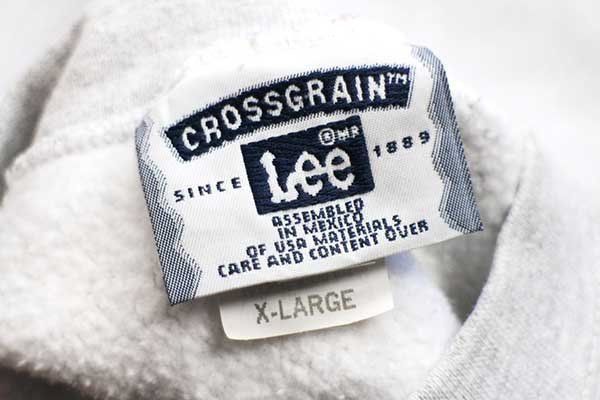 CROSSGRAIN™
®MR
Lee
SINCE 1889
ASSEMBLED
IN MEXICO
OF USA MATERIALS
CARE AND CONTENT OVER
X-LARGE